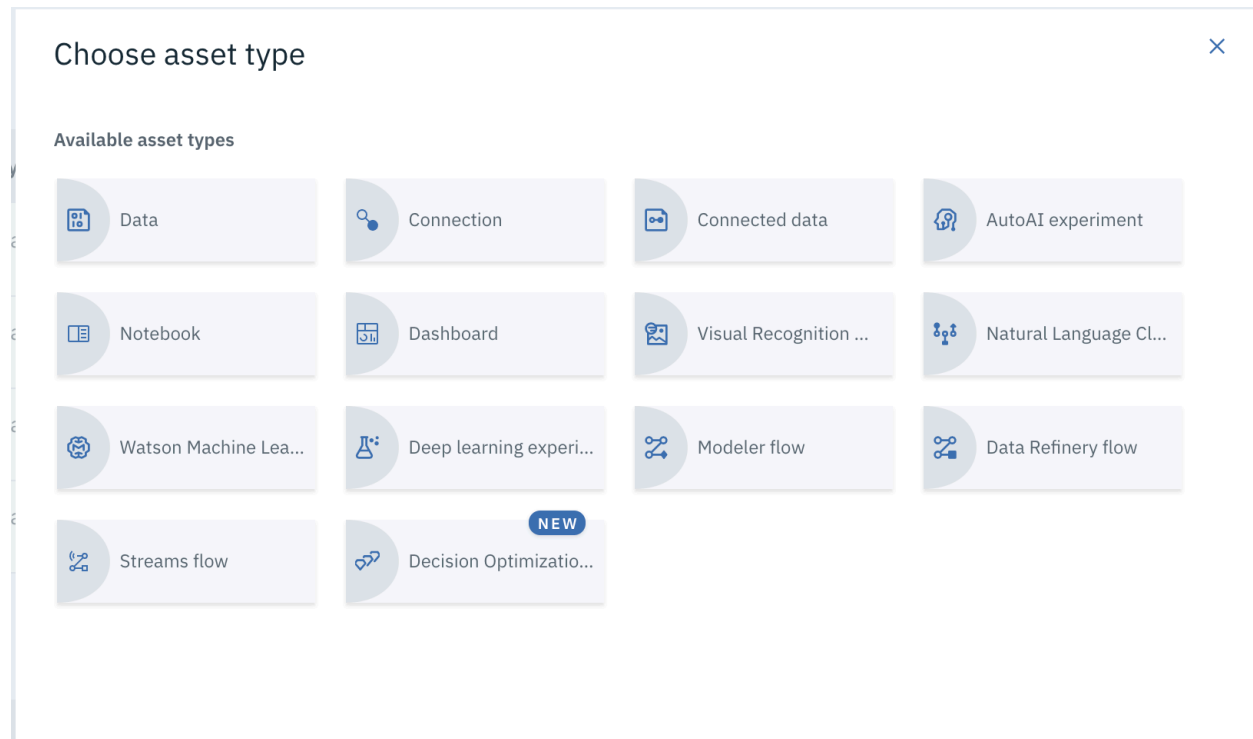 Choose asset type
Available asset types
Data
Connection
Connected data
AutoAI experiment
Notebook
Dashboard
Visual Recognition ...
Natural Language Cl...
Watson Machine Lea...
Deep learning experi...
Modeler flow
Data Refinery flow
NEW
Streams flow
Decision Optimizatio...